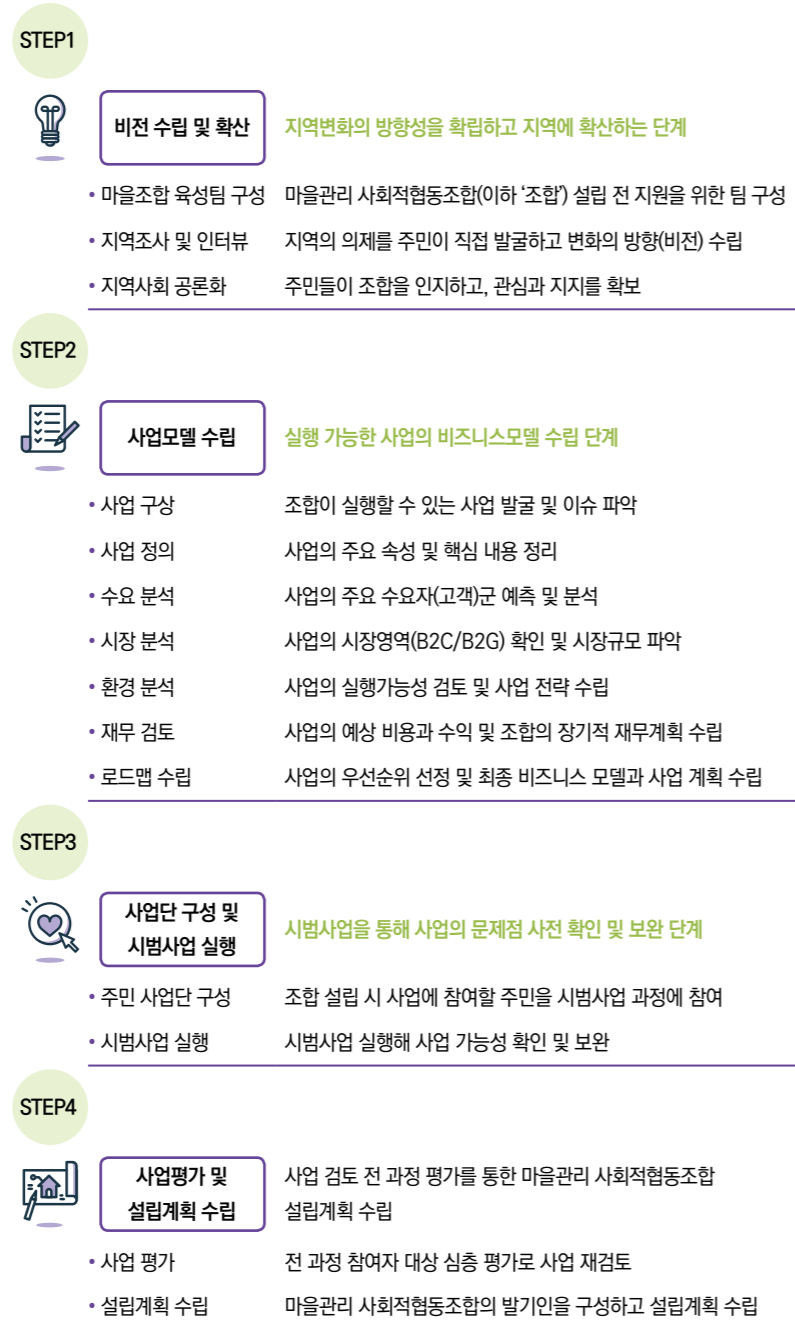 STEP1
비전 수립 및 확산 지역변화의 방향성을 확립하고 지역에 확산하는 단계
• 마을조합 육성팀 구성 마을관리 사회적협동조합(이하 ‘조합’) 설립 전 지원을 위한 팀 구성
• 지역조사 및 인터뷰 지역의 의제를 주민이 직접 발굴하고 변화의 방향(비전) 수립
• 지역사회 공론화 주민들이 조합을 인지하고, 관심과 지지를 확보
STEP2
사업모델 수립 실행 가능한 사업의 비즈니스모델 수립 단계
• 사업 구상 조합이 실행할 수 있는 사업 발굴 및 이슈 파악
• 사업 정의 사업의 주요 속성 및 핵심 내용 정리
• 수요 분석 사업의 주요 수요자(고객)군 예측 및 분석
• 시장 분석 사업의 시장영역(B2C/B2G) 확인 및 시장규모 파악
• 환경 분석 사업의 실행가능성 검토 및 사업 전략 수립
• 재무 검토 사업의 예상 비용과 수익 및 조합의 장기적 재무계획 수립
• 로드맵 수립 사업의 우선순위 선정 및 최종 비즈니스 모델과 사업 계획 수립
STEP3
사업단 구성 및
시범사업 실행
시범사업을 통해 사업의 문제점 사전 확인 및 보완 단계
• 주민 사업단 구성 조합 설립 시 사업에 참여할 주민을 시범사업 과정에 참여
• 시범사업 실행 시범사업 실행해 사업 가능성 확인 및 보완
STEP4
사업평가 및
설립계획 수립
사업 검토 전 과정 평가를 통한 마을관리 사회적협동조합
설립계획 수립
• 사업 평가 전 과정 참여자 대상 심층 평가로 사업 재검토
• 설립계획 수립 마을관리 사회적협동조합의 발기인을 구성하고 설립계획 수립